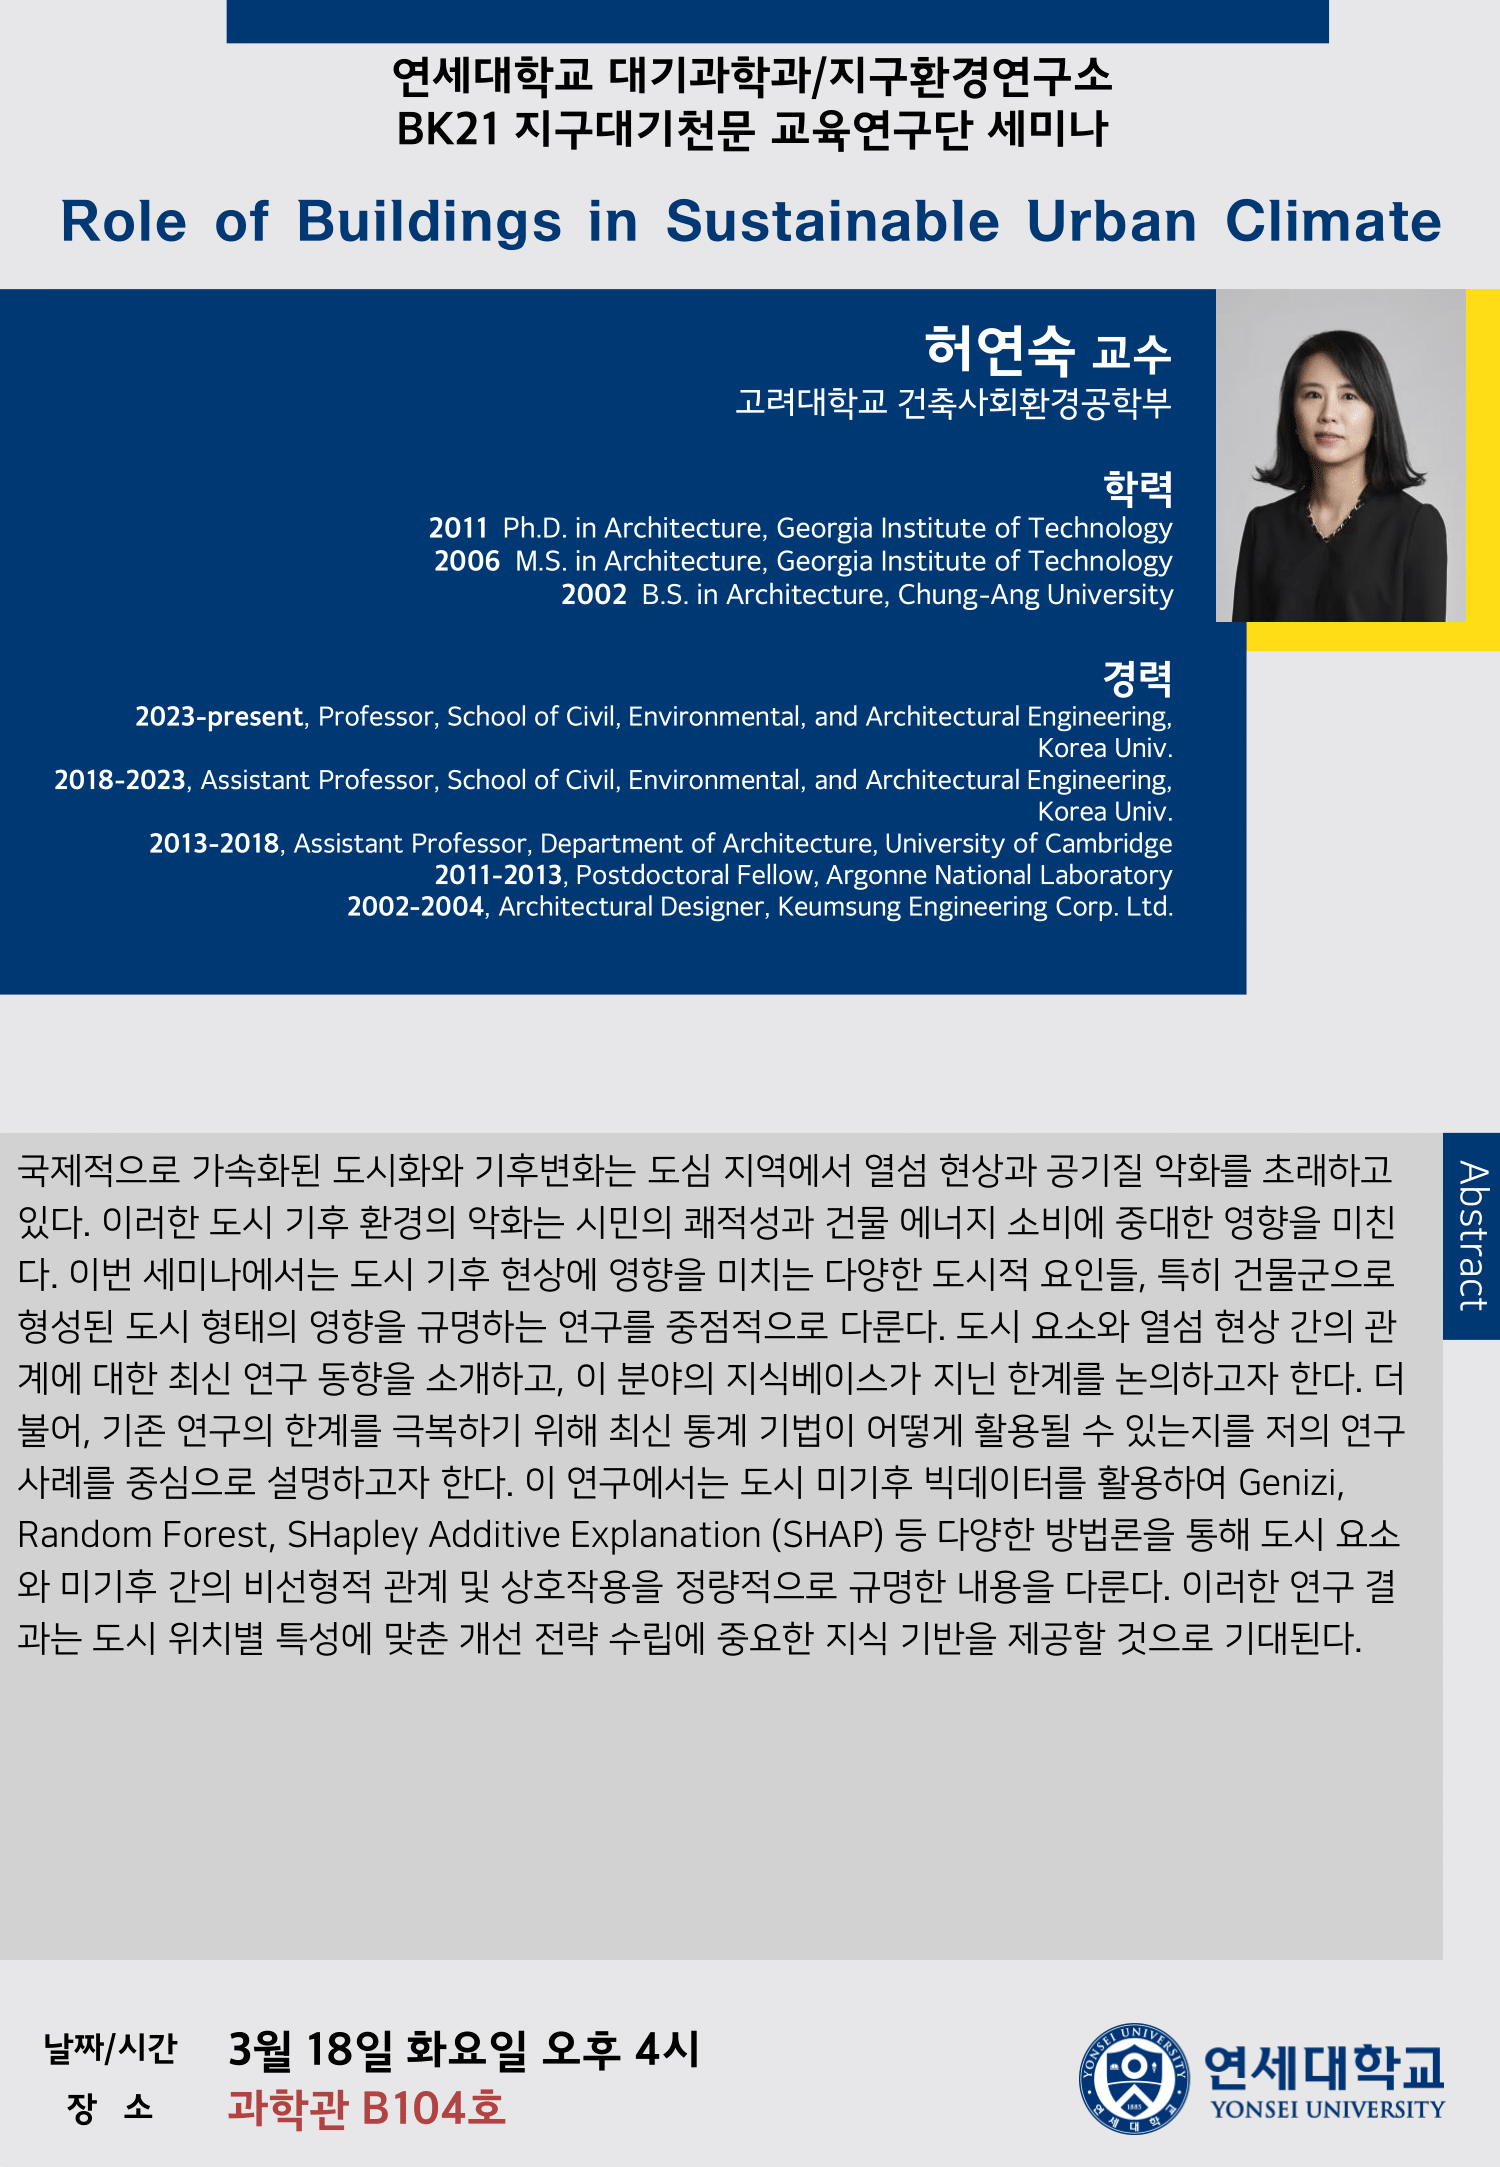 연세대학교 대기과학과/지구환경연구소
BK21 지구대기천문 교육연구단 세미나
Role of Buildings in Sustainable Urban Climate
허연숙 교수
고려대학교 건축사회환경공학부
학력
2011 Ph.D. in Architecture, Georgia Institute of Technology
2006 M.S. in Architecture, Georgia Institute of Technology
2002 B.S. in Architecture, Chung-Ang University
경력
2023-present, Professor, School of Civil, Environmental, and Architectural Engineering,
Korea Univ.
2018-2023, Assistant Professor, School of Civil, Environmental, and Architectural Engineering,
Korea Univ.
2013-2018, Assistant Professor, Department of Architecture, University of Cambridge
2011-2013, Postdoctoral Fellow, Argonne National Laboratory
2002-2004, Architectural Designer, Keumsung Engineering Corp. Ltd.
Abstract
국제적으로 가속화된 도시화와 기후변화는 도심 지역에서 열섬 현상과 공기질 악화를 초래하고
있다. 이러한 도시 기후 환경의 악화는 시민의 쾌적성과 건물 에너지 소비에 중대한 영향을 미친
다. 이번 세미나에서는 도시 기후 현상에 영향을 미치는 다양한 도시적 요인들, 특히 건물군으로
형성된 도시 형태의 영향을 규명하는 연구를 중점적으로 다룬다. 도시 요소와 열섬 현상 간의 관
계에 대한 최신 연구 동향을 소개하고, 이 분야의 지식베이스가 지닌 한계를 논의하고자 한다. 더
불어, 기존 연구의 한계를 극복하기 위해 최신 통계 기법이 어떻게 활용될 수 있는지를 저의 연구
사례를 중심으로 설명하고자 한다. 이 연구에서는 도시 미기후 빅데이터를 활용하여 Genizi,
Random Forest, SHapley Additive Explanation (SHAP) 등 다양한 방법론을 통해 도시 요소
와 미기후 간의 비선형적 관계 및 상호작용을 정량적으로 규명한 내용을 다룬다. 이러한 연구 결
과는 도시 위치별 특성에 맞춘 개선 전략 수립에 중요한 지식 기반을 제공할 것으로 기대된다.
날짜/시간 3월 18일 화요일 오후 4시
장 소 과학관 B104호
YONSEI UNIVERSITY
1885
연세대학교
연세대학교
YONSEI UNIVERSITY